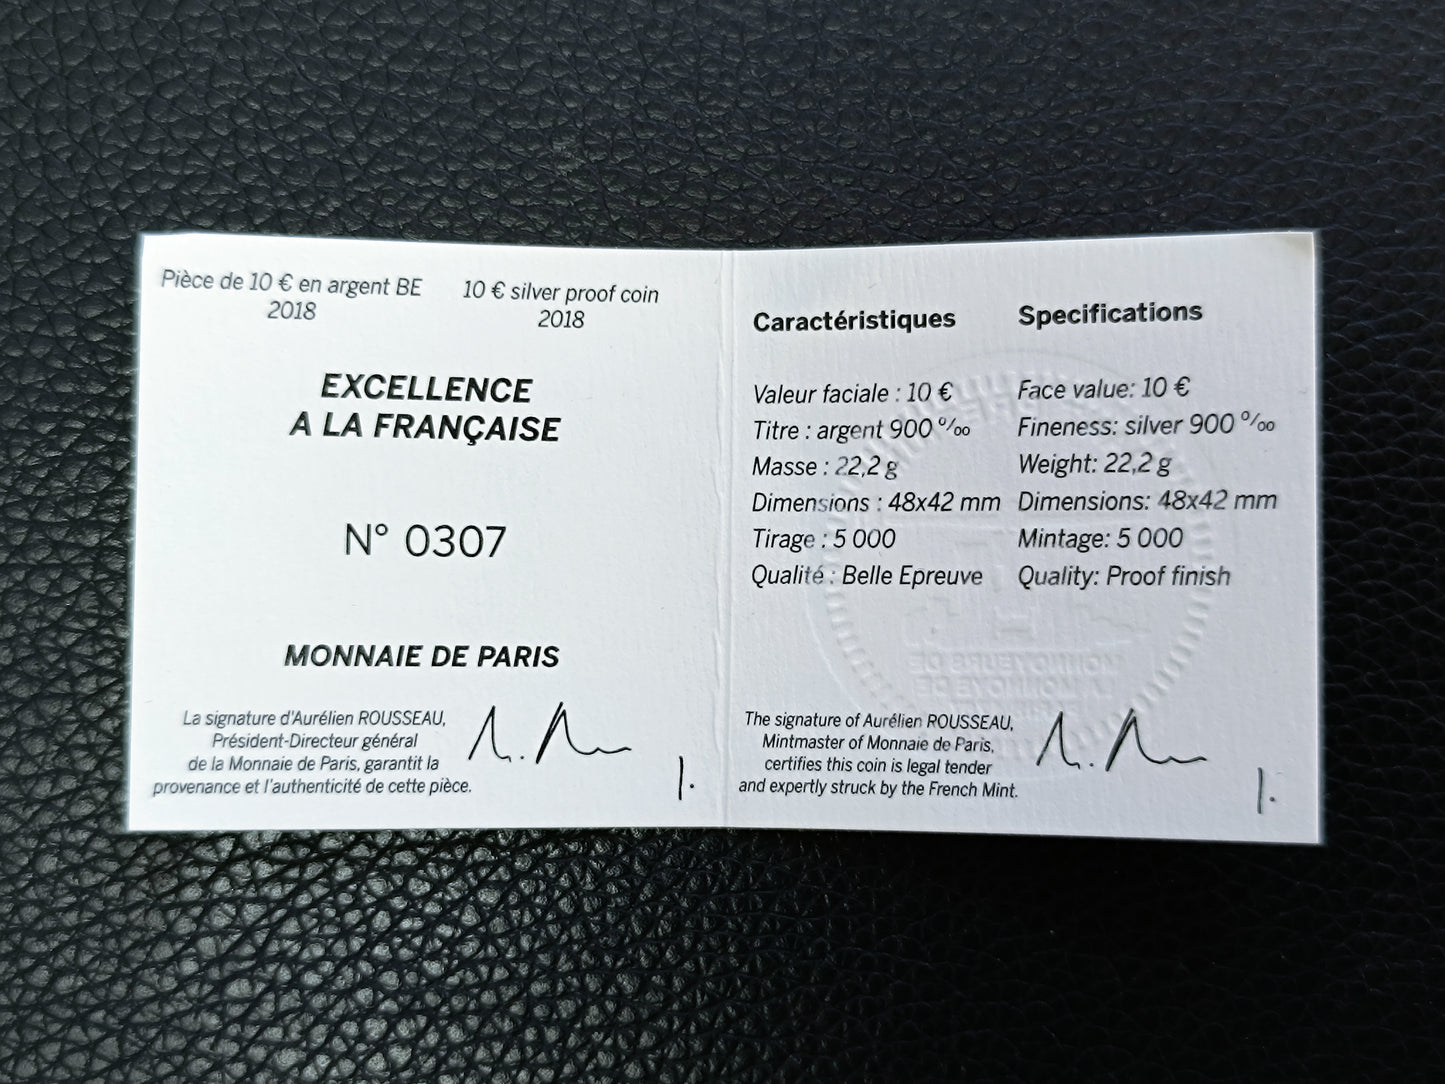 Pièce de 10 € en argent BE
2018
10 € silver proof coin
2018
EXCELLENCE
A LA FRANÇAISE
N° 0307
MONNAIE DE PARIS
La signature d'Aurélien ROUSSEAU,
Président-Directeur général
de la Monnaie de Paris, garantit la
provenance et l'authenticité de cette pièce.
Caractéristiques
Valeur faciale : 10 €
Titre : argent 900 ‰
Masse : 22,2 g
Dimensions : 48x42 mm
Tirage : 5 000
Qualité : Belle Epreuve
Specifications
Face value: 10 €
Fineness: silver 900 ‰
Weight: 22,2 g
Dimensions: 48x42 mm
Mintage: 5 000
Quality: Proof finish
The signature of Aurélien ROUSSEAU,
Mintmaster of Monnaie de Paris,
certifies this coin is legal tender
and expertly struck by the French Mint.